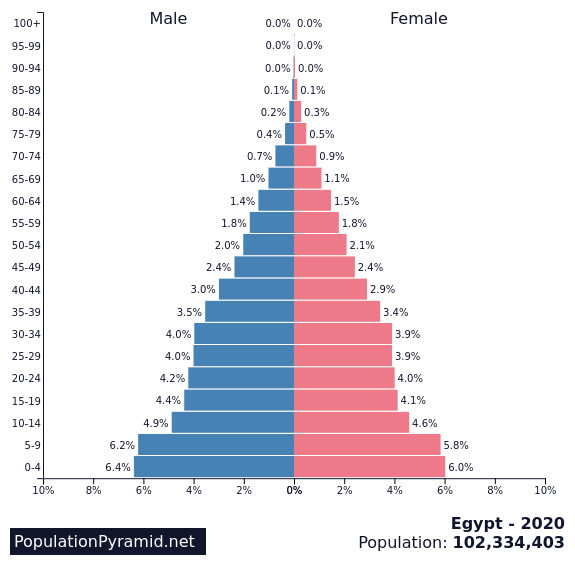 Male Female
100+ 0.0% 0.0%
95-99 0.0% 0.0%
90-94 0.0% 0.0%
85-89 0.1% 0.1%
80-84 0.2% 0.3%
75-79 0.4% 0.5%
70-74 0.7% 0.9%
65-69 1.0% 1.1%
60-64 1.4% 1.5%
55-59 1.8% 1.8%
50-54 2.0% 2.1%
45-49 2.4% 2.4%
40-44 3.0% 2.9%
35-39 3.5% 3.4%
30-34 4.0% 3.9%
25-29 4.0% 3.9%
20-24 4.2% 4.0%
15-19 4.4% 4.1%
10-14 4.9% 4.6%
5-9 6.2% 5.8%
0-4 6.4% 6.0%
10% 8% 6% 4% 2% 0% 2% 4% 6% 8% 10%
Egypt - 2020
PopulationPyramid.net Population: 102,334,403